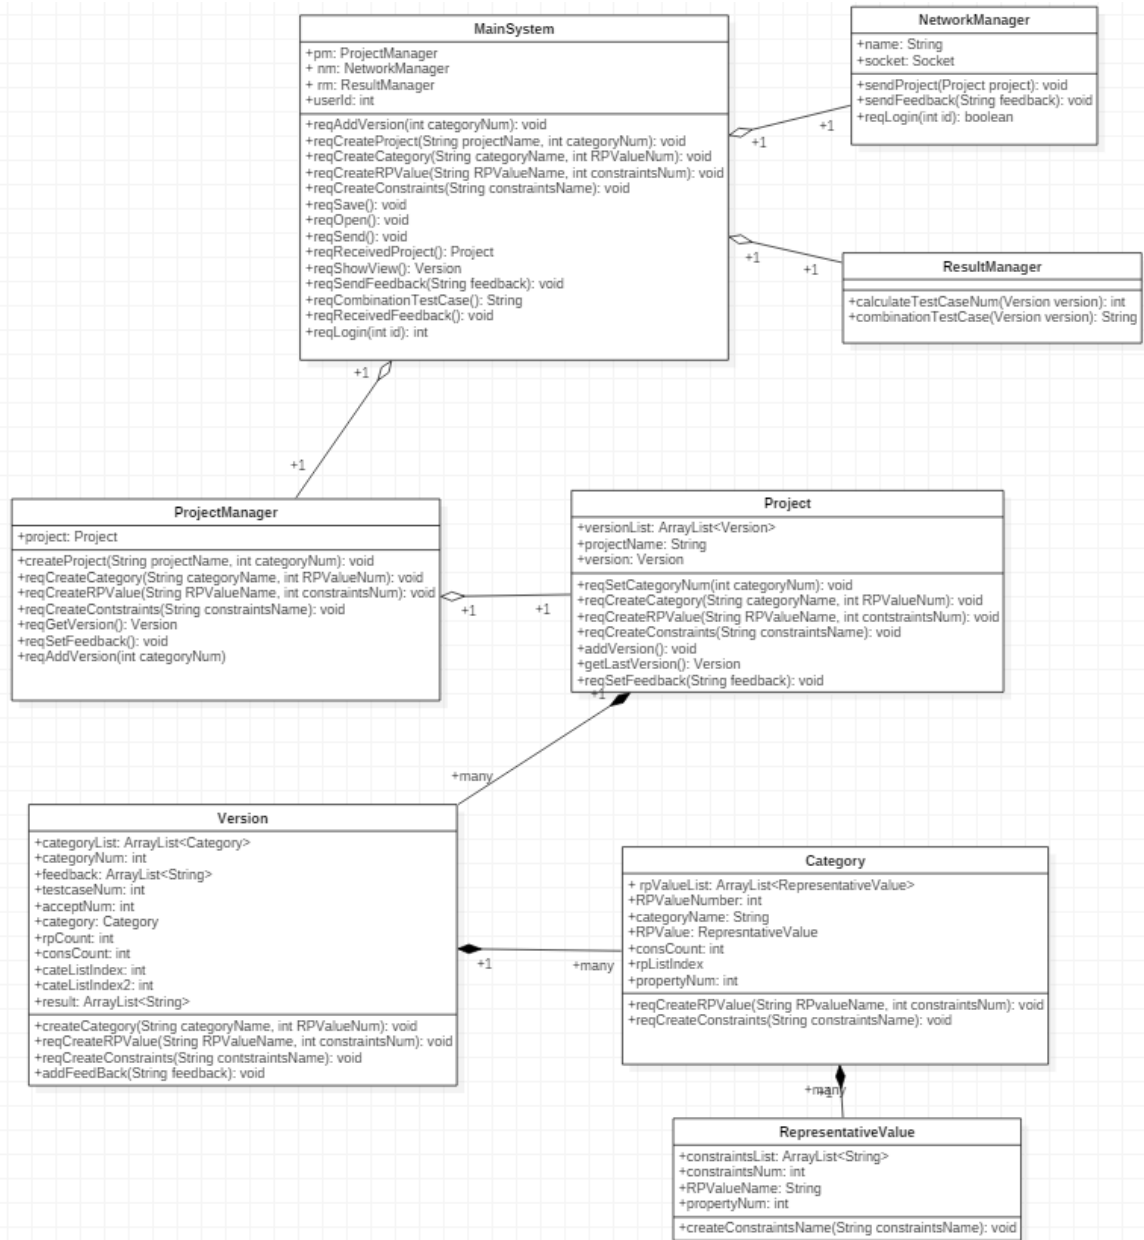 MainSystem
+pm: ProjectManager
+ nm: NetworkManager
+ rm: ResultManager
+userId: int
+reqAddVersion(int categoryNum): void
+reqCreateProject(String projectName, int categoryNum): void
+reqCreateCategory(String categoryName, int RPValueNum): void
+reqCreateRPValue(String RPValueName, int constraintsNum): void
+reqCreateConstraints(String constraintsName): void
+reqSave(): void
+reqOpen(): void
+reqSend(): void
+reqReceivedProject(): Project
+reqShowView(): Version
+reqSendFeedback(String feedback): void
+reqCombinationTestCase(): String
+reqReceivedFeedback(): void
+reqLogin(int id): int
NetworkManager
+name: String
+socket: Socket
+sendProject(Project project): void
+sendFeedback(String feedback): void
+reqLogin(int id): boolean
+1
+1
+1
+1
ResultManager
+calculateTestCaseNum(Version version): int
+combinationTestCase(Version version): String
+1
+1
ProjectManager
+project: Project
+createProject(String projectName, int categoryNum): void
+reqCreateCategory(String categoryName, int RPValueNum): void
+reqCreateRPValue(String RPValueName, int constraintsNum): void
+reqCreateContstraints(String constraintsName): void
+reqGetVersion(): Version
+reqSetFeedback(): void
+reqAddVersion(int categoryNum)
+1
+1
Project
+versionList: ArrayList<Version>
+projectName: String
+version: Version
+reqSetCategoryNum(int categoryNum): void
+reqCreateCategory(String categoryName, int RPValueNum): void
+reqCreateRPValue(String RPValueName, int contstraintsNum): void
+reqCreateConstraints(String constraintsName): void
+addVersion(): void
+getLastVersion(): Version
+reqSetFeedback(String feedback): void
+1
+many
Version
+categoryList: ArrayList<Category>
+categoryNum: int
+feedback: ArrayList<String>
+testcaseNum: int
+acceptNum: int
+category: Category
+rpCount: int
+consCount: int
+cateListIndex: int
+cateListIndex2: int
+result: ArrayList<String>
+createCategory(String categoryName, int RPValueNum): void
+reqCreateRPValue(String RPValueName, int constraintsNum): void
+reqCreateConstraints(String contstraintsName): void
+addFeedBack(String feedback): void
+1
+many
Category
+ rpValueList: ArrayList<RepresentativeValue>
+RPValueNumber: int
+categoryName: String
+RPValue: RepresntativeValue
+consCount: int
+rpListIndex
+propertyNum: int
+reqCreateRPValue(String RPvalueName, int constraintsNum): void
+reqCreateConstraints(String constraintsName): void
+many
+1
RepresentativeValue
+constraintsList: ArrayList<String>
+constraintsNum: int
+RPValueName: String
+propertyNum: int
+createConstraintsName(String constraintsName): void